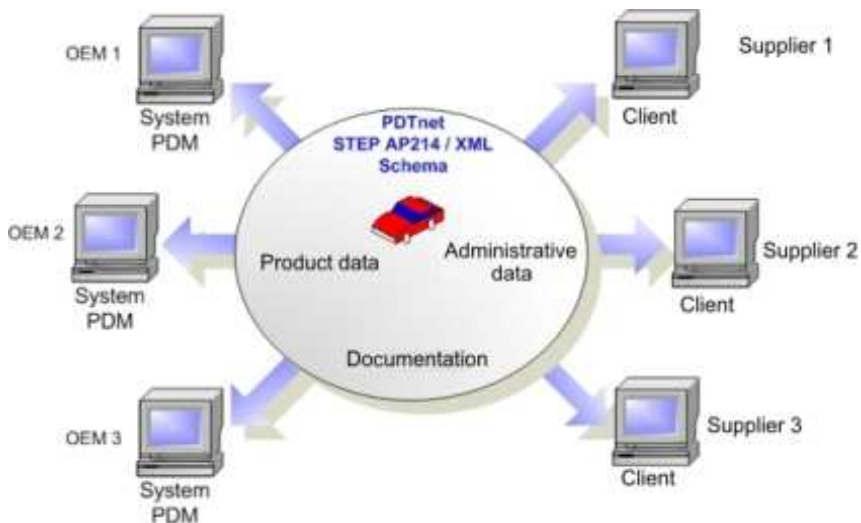 OEM 1
System
PDM
PDTnet
STEP AP214 / XML
Schema
Supplier 1
Client
OEM 2
System
PDM
Product data
Administrative
data
Supplier 2
Client
Documentation
OEM 3
System
PDM
Supplier 3
Client